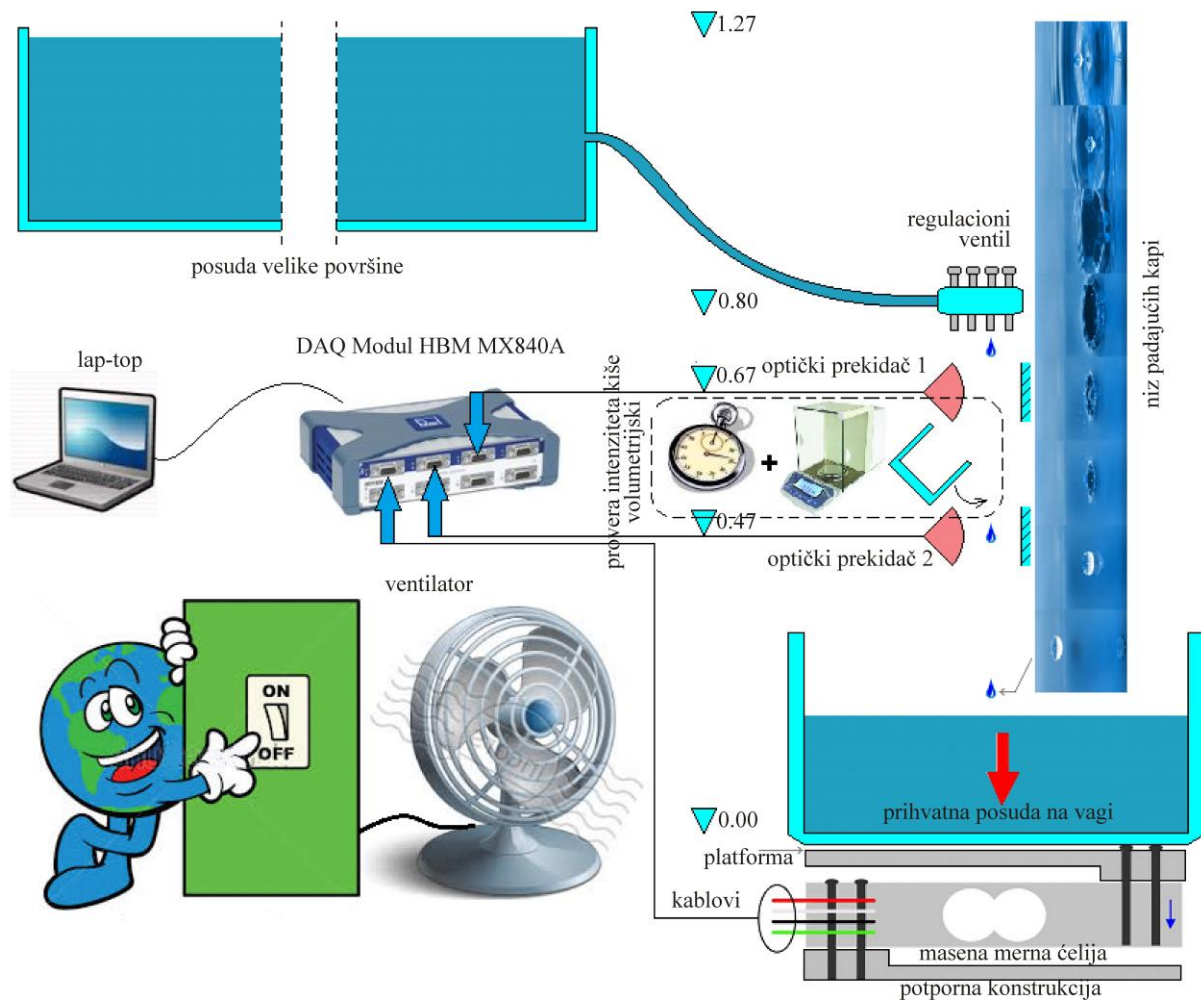 1.27
regulacioni
ventil
posuda velike površine
0.80
niz padajućih kapi
DAQ Modul HBM MX840A
lap-top
optički prekidač 1
0.67
provera intenziteta kiše
volumetrijski
0.47
optički prekidač 2
ventilator
ON
OFF
prihvatna posuda na vagi
0.00
platforma
kablovi
masena merna ćelija
potporna konstrukcija